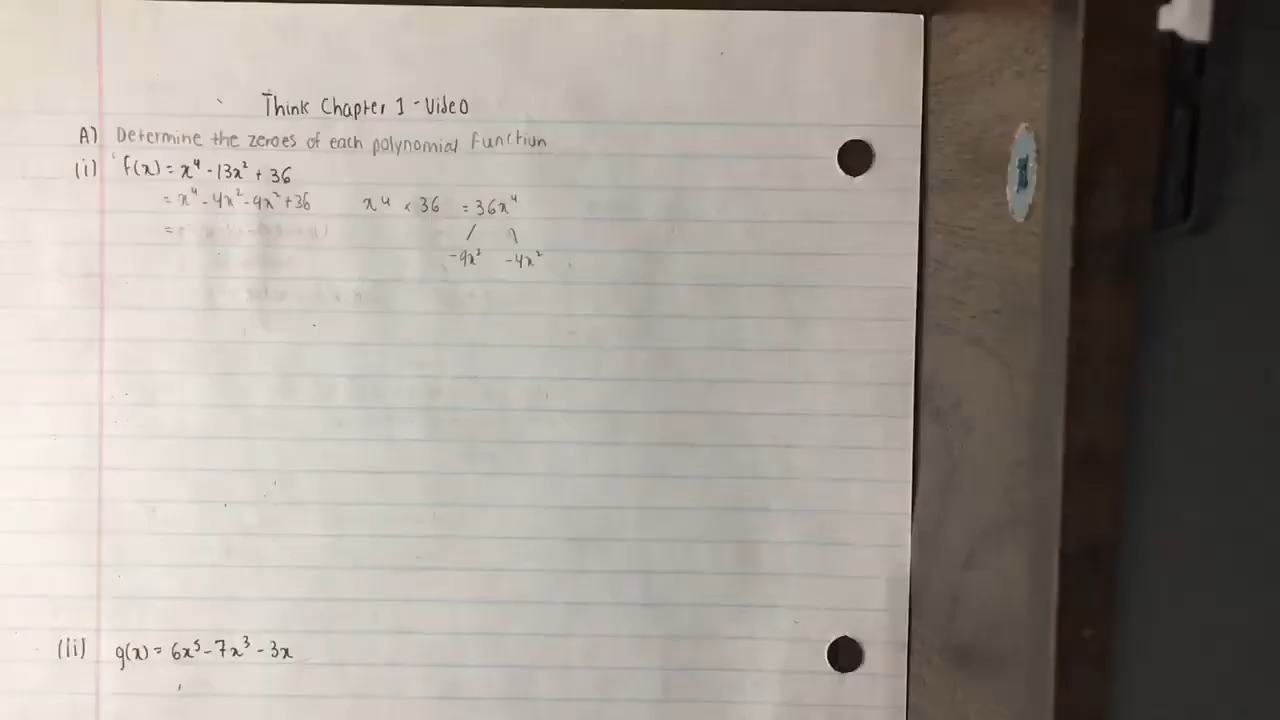 Think Chapter 1 - Video
A) Determine the zeroes of each polynomial function
(i) f(x) = x⁴ - 13x² + 36
= x⁴ - 4x² - 9x² + 36 x⁴ × 36 = 36x⁴
=
-9x² -4x²
(ii) g(x) = 6x⁵ - 7x³ - 3x